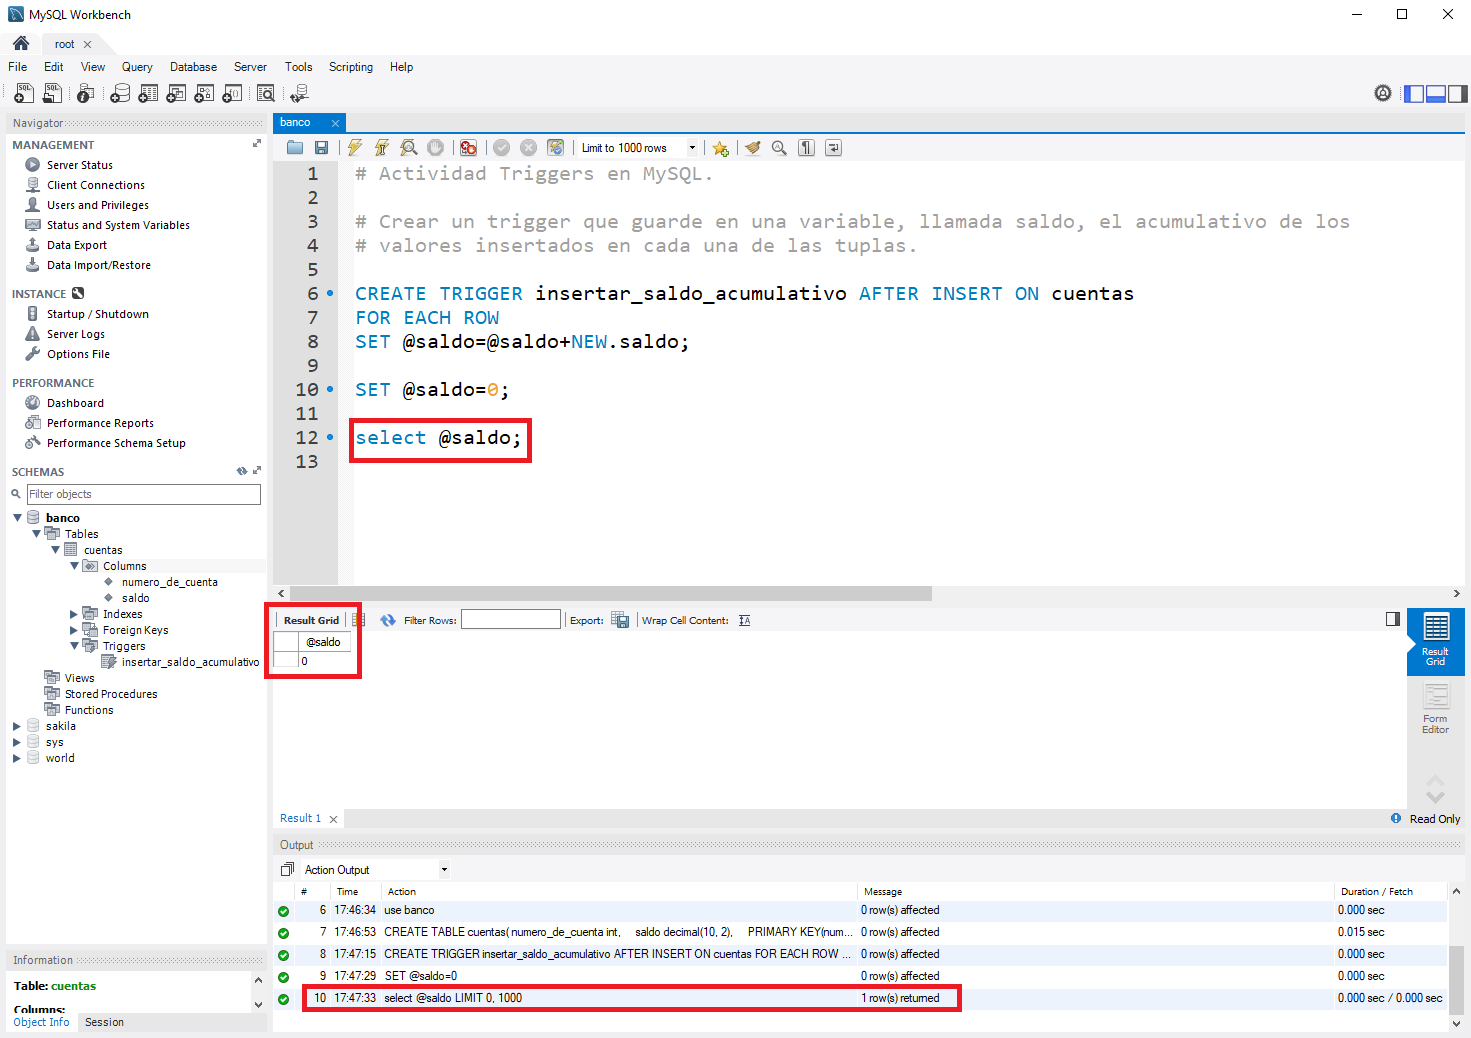 MySQL Workbench
root
File Edit View Query Database Server Tools Scripting Help
Navigator
MANAGEMENT
Server Status
Client Connections
Users and Privileges
Status and System Variables
Data Export
Data Import/Restore
INSTANCE
Startup / Shutdown
Server Logs
Options File
PERFORMANCE
Dashboard
Performance Reports
Performance Schema Setup
SCHEMAS
Filter objects
banco
Tables
cuentas
Columns
numero_de_cuenta
saldo
Indexes
Foreign Keys
Triggers
insertar_saldo_acumulativo
Views
Stored Procedures
Functions
sakila
sys
world
Information
Table: cuentas
Columns:
Object Info Session
banco
Limit to 1000 rows
1 # Actividad Triggers en MySQL.
2
3 # Crear un trigger que guarde en una variable, llamada saldo, el acumulativo de los
4 # valores insertados en cada una de las tuplas.
5
6 CREATE TRIGGER insertar_saldo_acumulativo AFTER INSERT ON cuentas
7 FOR EACH ROW
8 SET @saldo=@saldo+NEW.saldo;
9
10 SET @saldo=0;
11
12 select @saldo;
13
Result Grid Filter Rows: Export: Wrap Cell Content: IA
@saldo
0
Result
Grid
Form
Editor
Result 1 Read Only
Output
Action Output
# Time Action Message Duration / Fetch
6 17:46:34 use banco 0 row(s) affected 0.000 sec
7 17:46:53 CREATE TABLE cuentas( numero_de_cuenta int, saldo decimal(10, 2), PRIMARY KEY(num... 0 row(s) affected 0.015 sec
8 17:47:15 CREATE TRIGGER insertar_saldo_acumulativo AFTER INSERT ON cuentas FOR EACH ROW ... 0 row(s) affected 0.000 sec
9 17:47:29 SET @saldo=0 0 row(s) affected 0.000 sec
10 17:47:33 select @saldo LIMIT 0, 1000 1 row(s) returned 0.000 sec / 0.000 sec